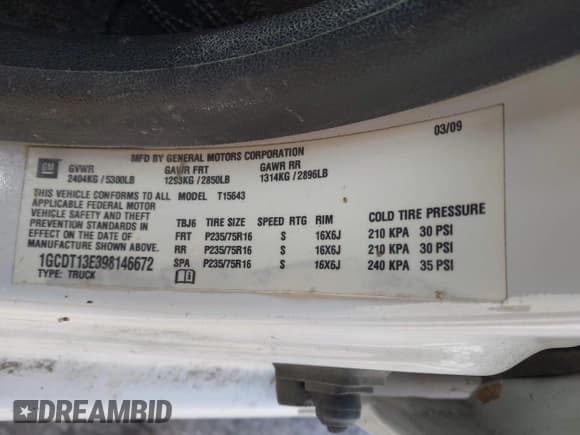 03/09
MFD BY GENERAL MOTORS CORPORATION
GM GVWR GAWR FRT GAWR RR
2404KG / 5300LB 1293KG / 2850LB 1314KG / 2896LB
THIS VEHICLE CONFORMS TO ALL MODEL T15643
APPLICABLE FEDERAL MOTOR
VEHICLE SAFETY AND THEFT
PREVENTION STANDARDS IN
EFFECT ON THE DATE OF
MANUFACTURE SHOWN ABOVE.
1GCDT13E398146672
TYPE: TRUCK
TBJ6 TIRE SIZE SPEED RTG RIM COLD TIRE PRESSURE
FRT P235/75R16 S 16X6J 210 KPA 30 PSI
RR P235/75R16 S 16X6J 210 KPA 30 PSI
SPA P235/75R16 S 16X6J 240 KPA 35 PSI
DREAMBID